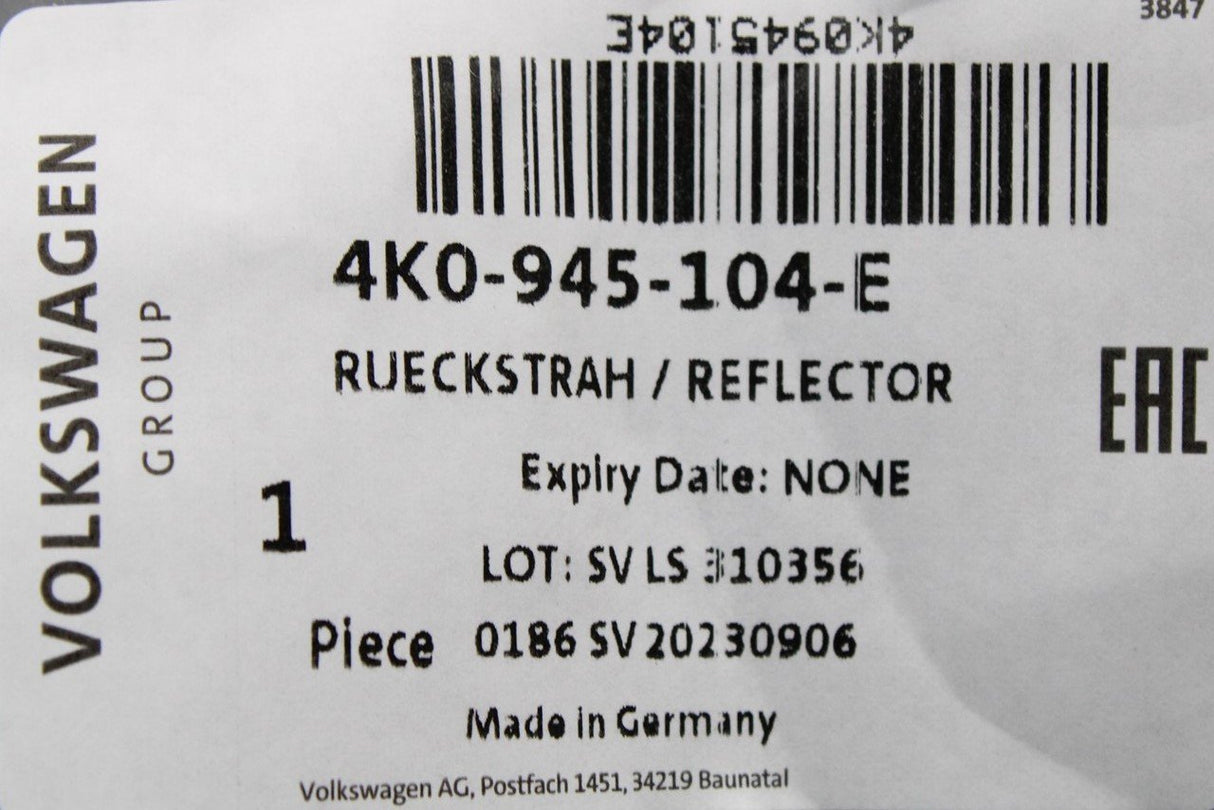 3847
4K0945104E
4K0-945-104-E
RUECKSTRAH / REFLECTOR
EAC
Expiry Date: NONE
1
LOT: SV LS 310356
Piece 0186 SV 20230906
Made in Germany
Volkswagen AG, Postfach 1451, 34219 Baunatal
VOLKSWAGEN
GROUP